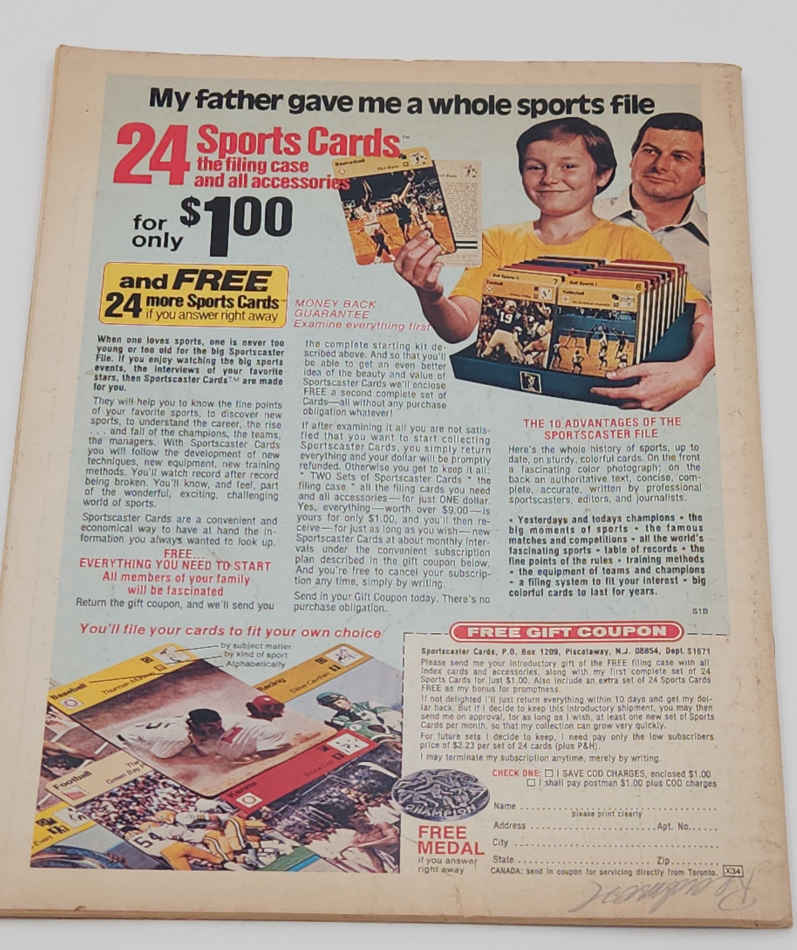 My father gave me a whole sports file
24 Sports Cards™
the filing case
and all accessories
for
only $1.00
and FREE
24 more Sports Cards™
if you answer right away
MONEY BACK
GUARANTEE
Examine everything first
When one loves sports, one is never too
young or too old for the big Sportscaster
File. If you enjoy watching the big sports
events, the interviews of your favorite
stars, then Sportscaster Cards™ are made
for you.
They will help you to know the fine points
of your favorite sports, to discover new
sports, to understand the career, the rise
. . . and fall of the champions, the teams,
the managers. With Sportscaster Cards
you will follow the development of new
techniques, new equipment, new training
methods. You'll watch record after record
being broken. You'll know, and feel, part
of the wonderful, exciting, challenging
world of sports.
Sportscaster Cards are a convenient and
economical way to have at hand the in-
formation you always wanted to look up.
FREE...
EVERYTHING YOU NEED TO START
All members of your family
will be fascinated
Return the gift coupon, and we'll send you
the complete starting kit de-
scribed above. And so that you'll
be able to get an even better
idea of the beauty and value of
Sportscaster Cards we'll enclose
FREE a second complete set of
Cards—all without any purchase
obligation whatever!
If after examining it all you are not satis-
fied that you want to start collecting
Sportscaster Cards, you simply return
everything and your dollar will be promptly
refunded. Otherwise you get to keep it all:
* TWO Sets of Sportscaster Cards * the
filing case * all the filing cards you need
and all accessories—for just ONE dollar.
Yes, everything—worth over $9.00—is
yours for only $1.00, and you'll then re-
ceive—for just as long as you wish—new
Sportscaster Cards at about monthly inter-
vals under the convenient subscription
plan described in the gift coupon below.
And you're free to cancel your subscrip-
tion any time, simply by writing.
Send in your Gift Coupon today. There's no
purchase obligation.
THE 10 ADVANTAGES OF THE
SPORTSCASTER FILE
Here's the whole history of sports, up to
date, on sturdy, colorful cards. On the front
a fascinating color photograph; on the
back an authoritative text, concise, com-
plete, accurate, written by professional
sportscasters, editors, and journalists.
• Yesterdays and todays champions • the
big moments of sports • the famous
matches and competitions • all the world's
fascinating sports • table of records • the
fine points of the rules • training methods
• the equipment of teams and champions
• a filing system to fit your interest • big
colorful cards to last for years.
S1B
You'll file your cards to fit your own choice
by subject matter
by kind of sport
Alphabetically
Basketball
Football
Volleyball
Baseball
Racing
Football
FREE GIFT COUPON
Sportscaster Cards, P.O. Box 1209, Piscataway, N.J. 08854, Dept. S1671
Please send me your introductory gift of the FREE filing case with all
index cards and accessories, along with my first complete set of 24
Sports Cards for just $1.00. Also include an extra set of 24 Sports Cards
FREE as my bonus for promptness.
If not delighted I'll just return everything within 10 days and get my dol-
lar back. But if I decide to keep this introductory shipment, you may then
send me on approval, for as long as I wish, at least one new set of Sports
Cards per month, so that my collection can grow very quickly.
For future sets I decide to keep, I need pay only the low subscribers
price of $2.23 per set of 24 cards (plus P&H).
I may terminate my subscription anytime, merely by writing.
CHECK ONE: □ I SAVE COD CHARGES, enclosed $1.00
□ I shall pay postman $1.00 plus COD charges
Name
please print clearly
Address Apt. No.
City
State Zip
CANADA: send in coupon for servicing directly from Toronto. X34
CHAMPION
FREE
MEDAL
if you answer
right away